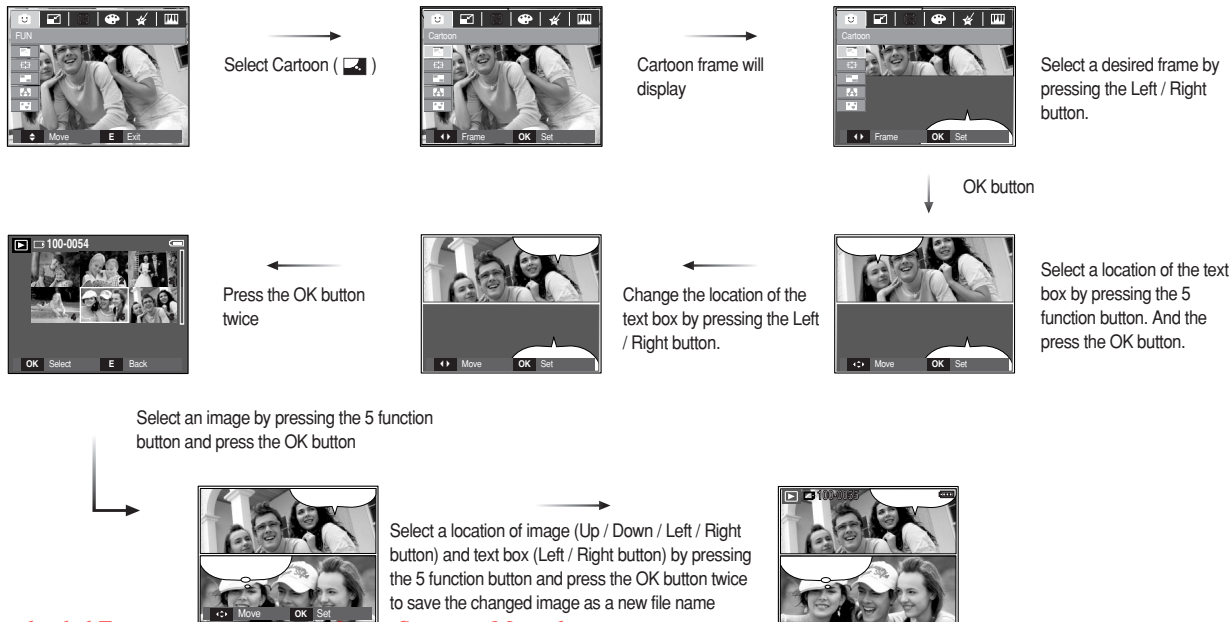 FUN
Move E Exit
Select Cartoon ( )
Cartoon
Frame OK Set
Cartoon frame will
display
Cartoon
Frame OK Set
Select a desired frame by
pressing the Left / Right
button.
OK button
Move OK Set
Select a location of the text
box by pressing the 5
function button. And the
press the OK button.
Move OK Set
Change the location of the
text box by pressing the Left
/ Right button.
Press the OK button
twice
100-0054
OK Select E Back
Select an image by pressing the 5 function
button and press the OK button
Move OK Set
Select a location of image (Up / Down / Left / Right
button) and text box (Left / Right button) by pressing
the 5 function button and press the OK button twice
to save the changed image as a new file name
100-0055